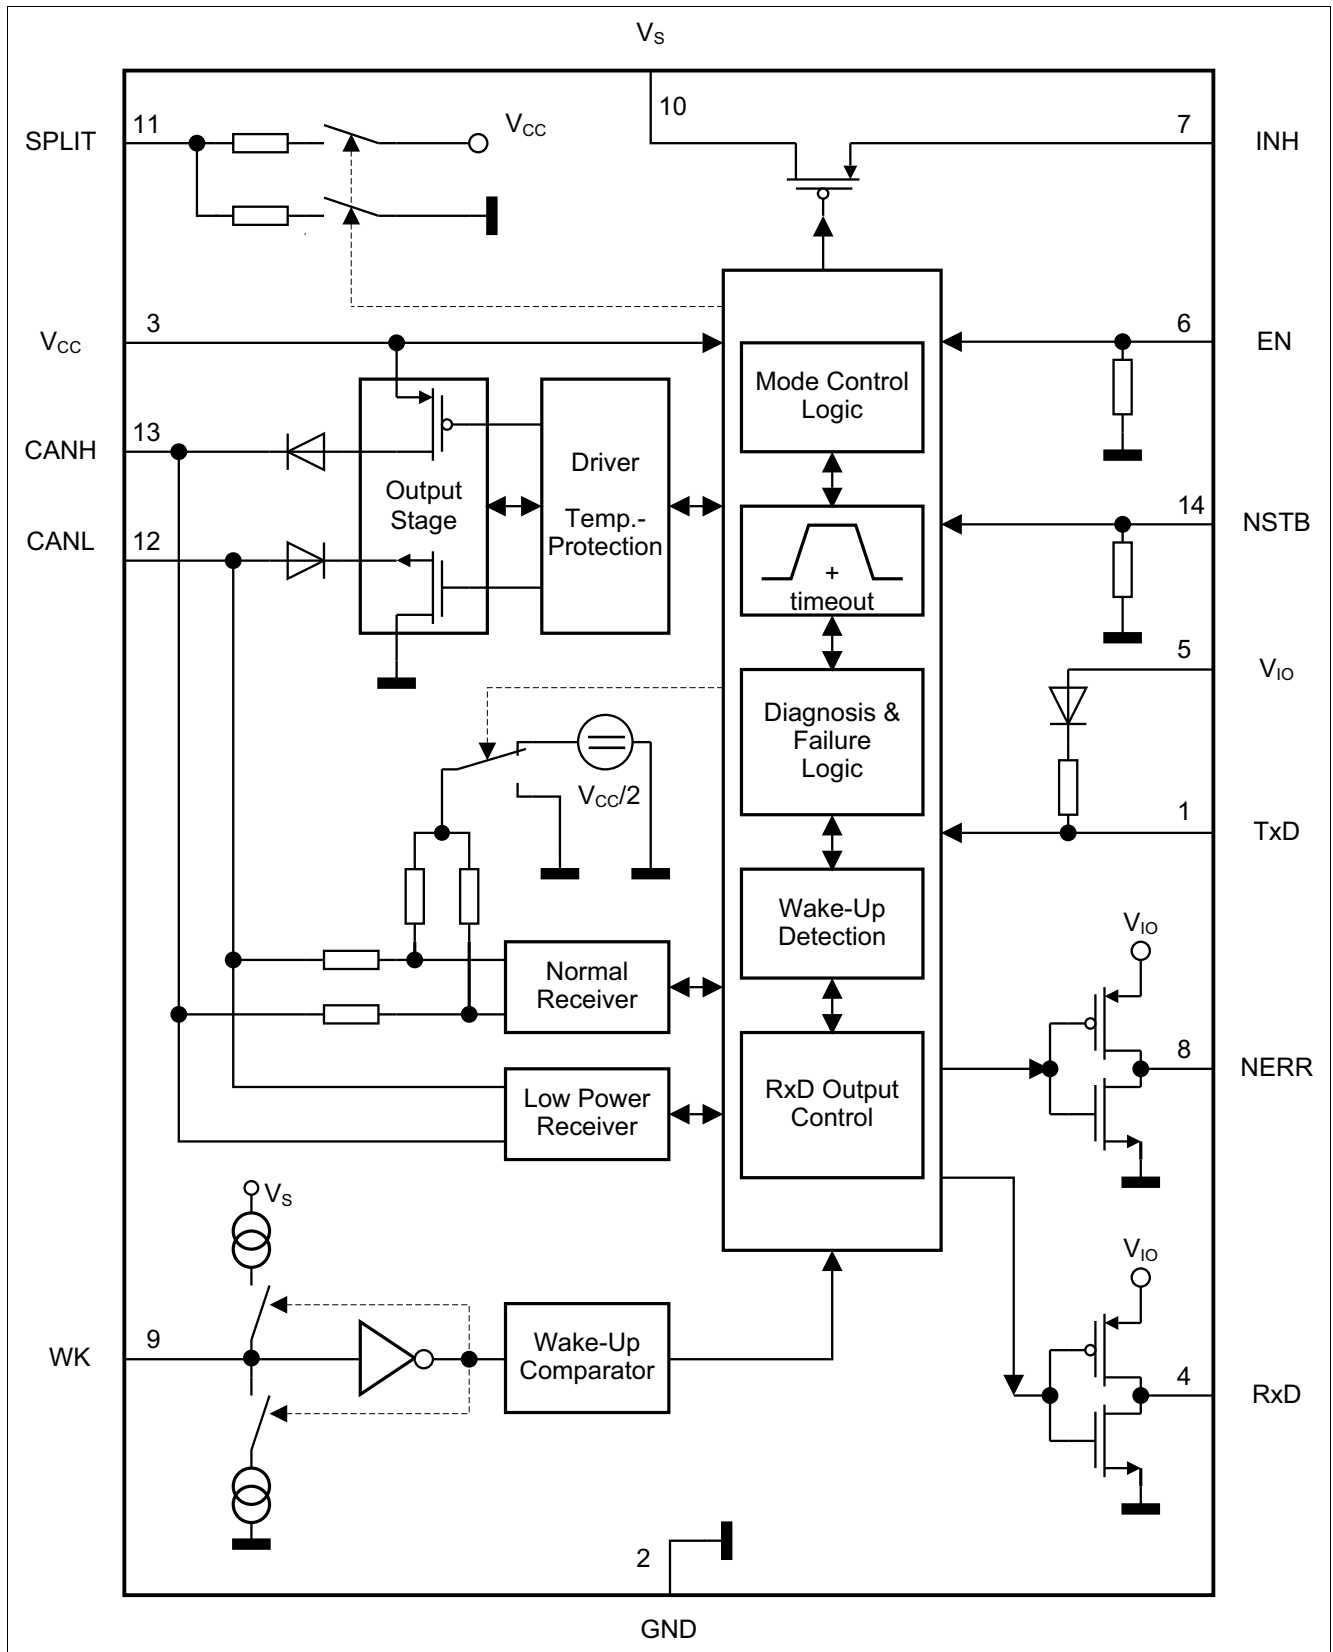 VS
10
11
SPLIT
VCC
7
INH
3
VCC
6
EN
Mode Control
Logic
13
CANH
Driver
Output
Stage
Temp.-
Protection
14
NSTB
12
CANL
+
timeout
5
VIO
Diagnosis &
Failure
Logic
VCC/2
1
TxD
Wake-Up
Detection
VIO
Normal
Receiver
8
NERR
RxD Output
Control
Low Power
Receiver
VS
VIO
9
WK
Wake-Up
Comparator
4
RxD
2
GND